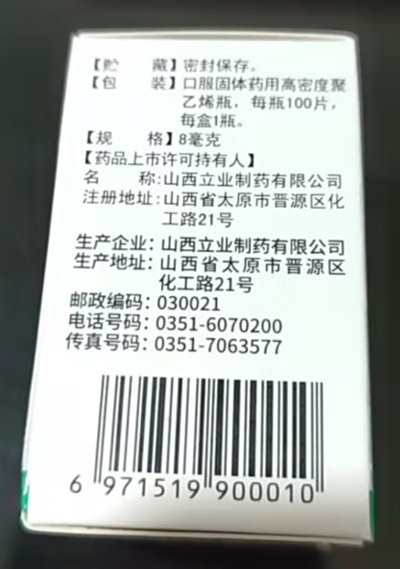 【贮 藏】密封保存。
【包 装】口服固体药用高密度聚
乙烯瓶，每瓶100片，
每盒1瓶。
【规 格】8毫克
【药品上市许可持有人】
名 称:山西立业制药有限公司
注册地址:山西省太原市晋源区化
工路21号
生产企业：山西立业制药有限公司
生产地址：山西省太原市晋源区
化工路21号
邮政编码：030021
电话号码：0351-6070200
传真号码：0351-7063577
6 971519 900010